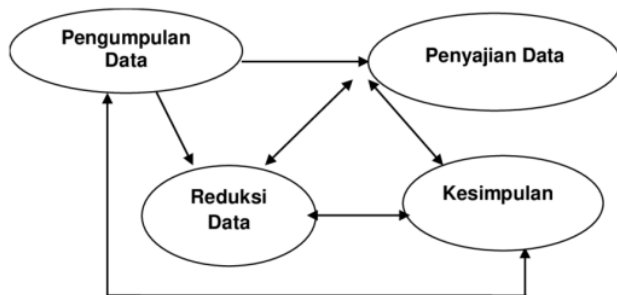 Pengumpulan
Data
Penyajian Data
Reduksi
Data
Kesimpulan